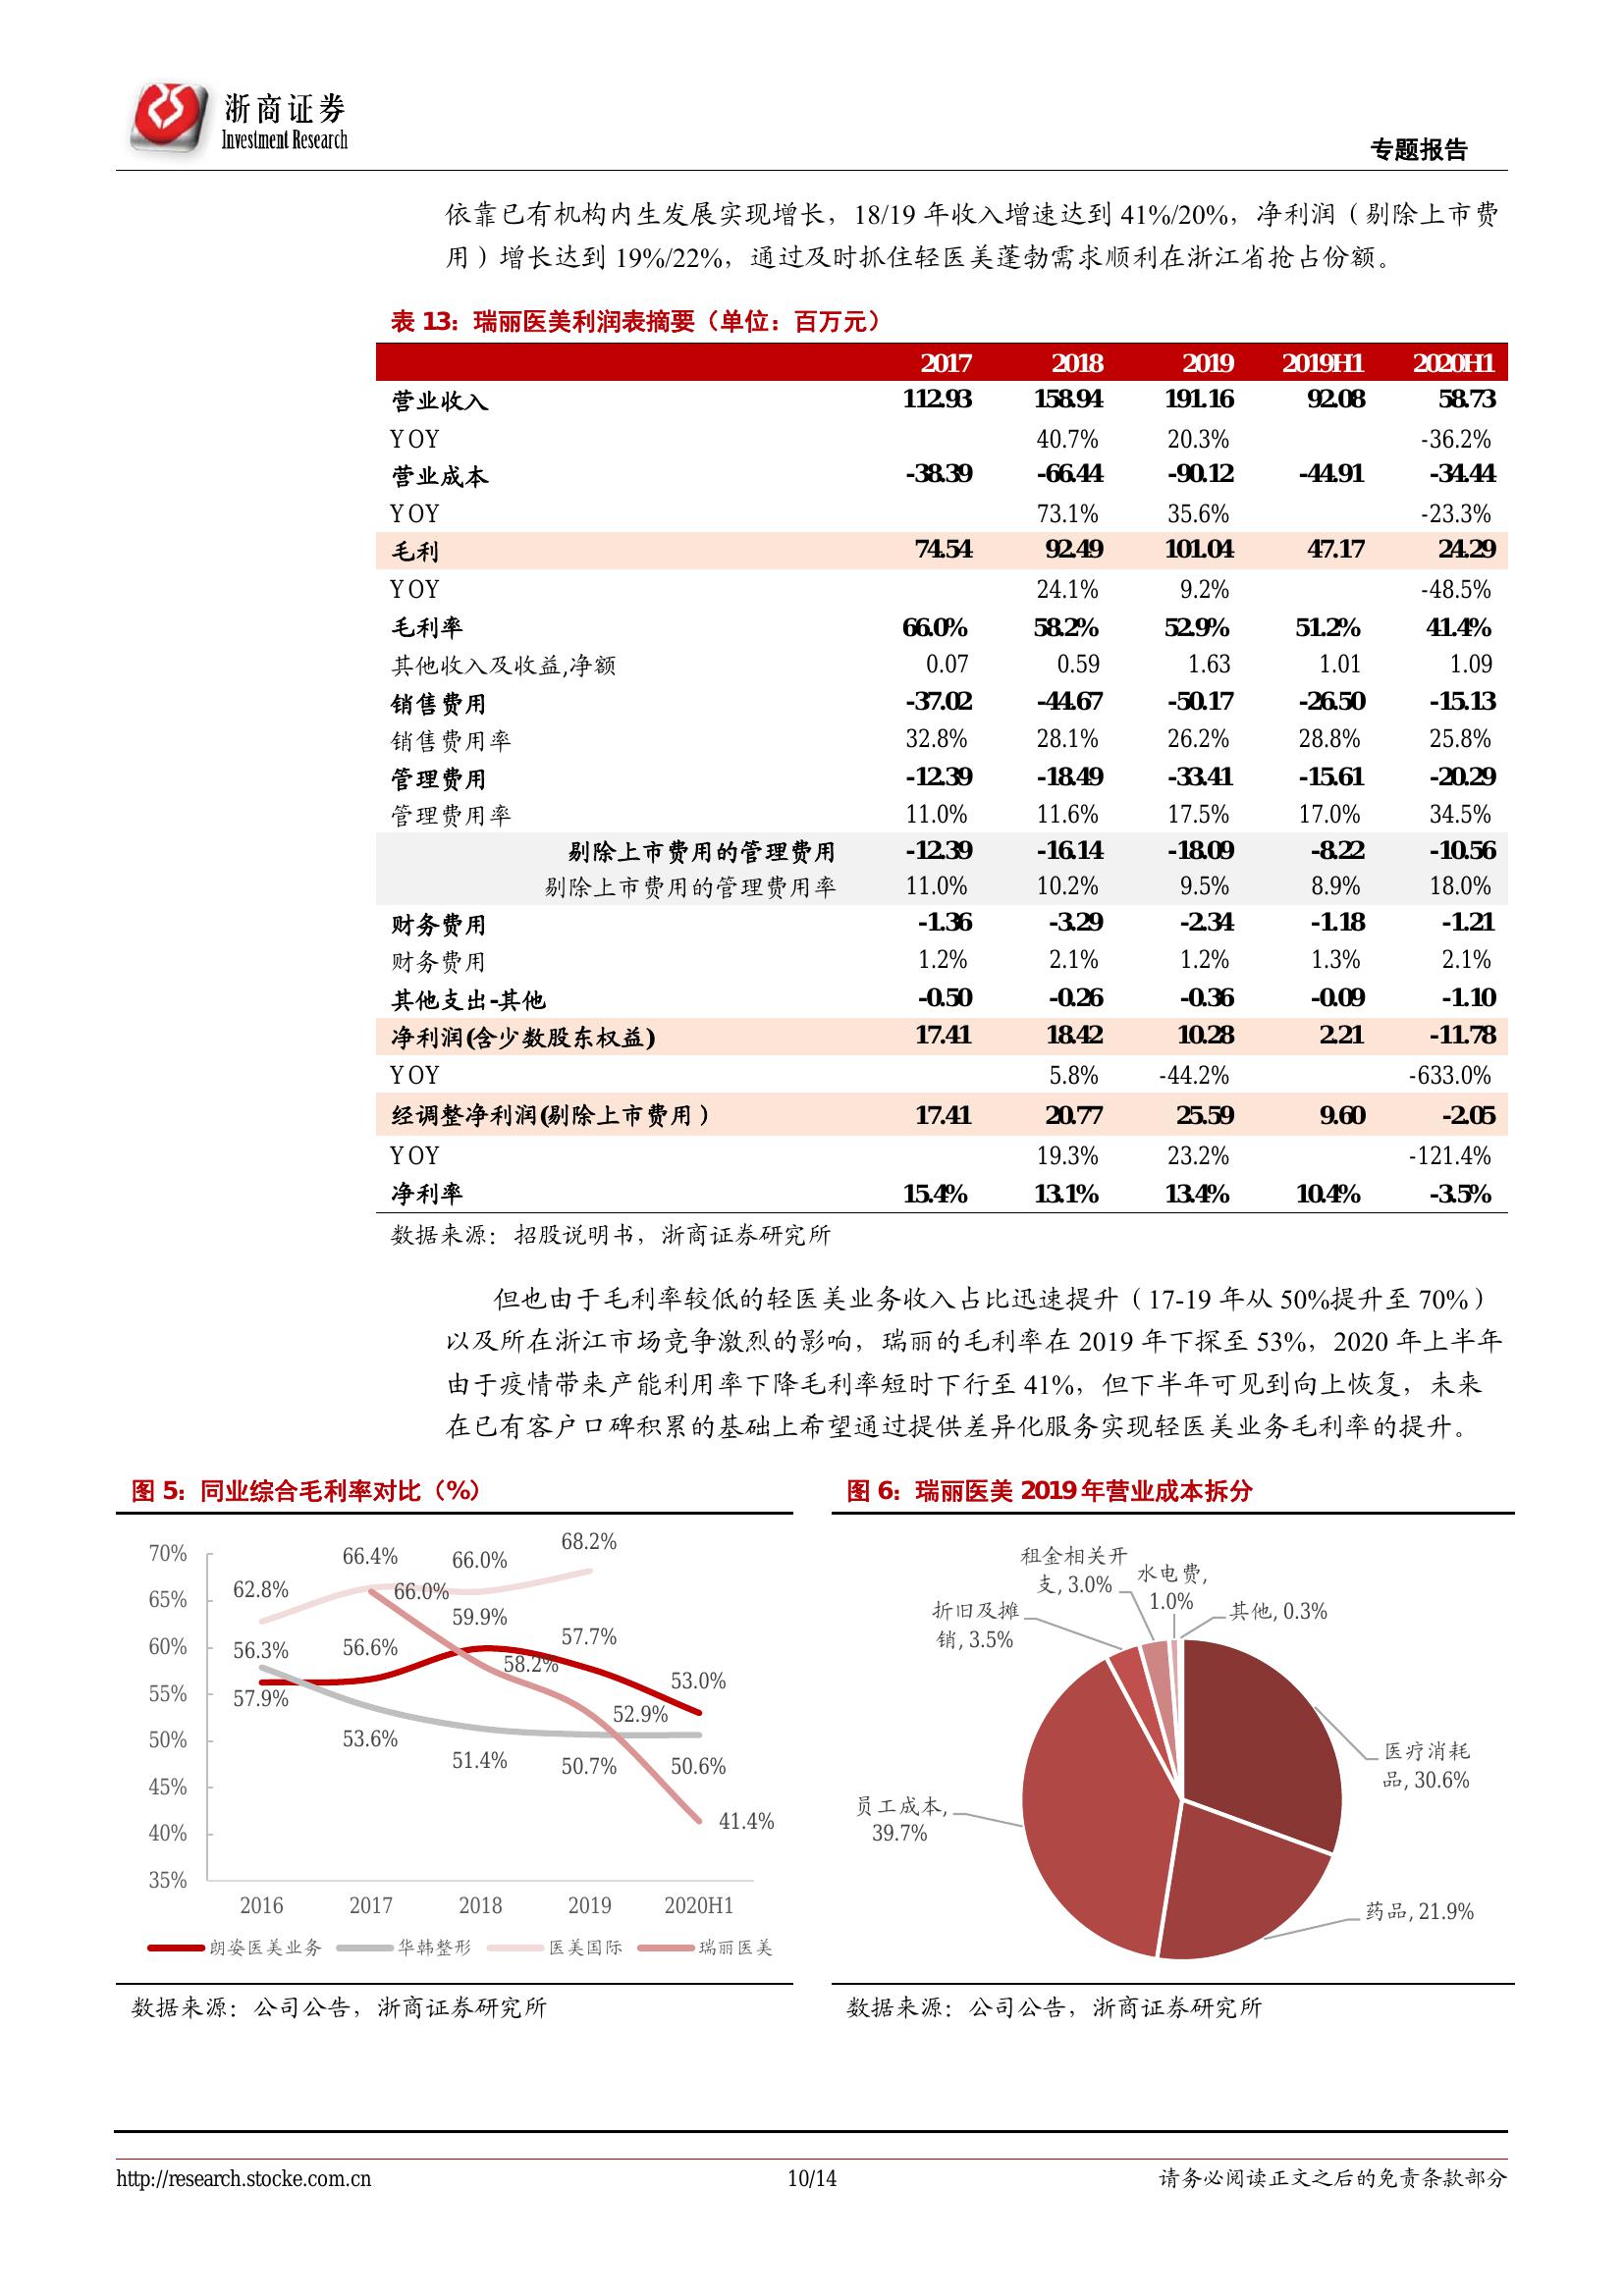 浙商证券
Investment Research
专题报告
依靠已有机构内生发展实现增长，18/19 年收入增速达到 41%/20%，净利润（剔除上市费
用）增长达到 19%/22%，通过及时抓住轻医美蓬勃需求顺利在浙江省抢占份额。
表 13：瑞丽医美利润表摘要（单位：百万元）
2017 2018 2019 2019H1 2020H1
营业收入 112.93 158.94 191.16 92.08 58.73
YOY 40.7% 20.3% -36.2%
营业成本 -38.39 -66.44 -90.12 -44.91 -34.44
YOY 73.1% 35.6% -23.3%
毛利 74.54 92.49 101.04 47.17 24.29
YOY 24.1% 9.2% -48.5%
毛利率 66.0% 58.2% 52.9% 51.2% 41.4%
其他收入及收益,净额 0.07 0.59 1.63 1.01 1.09
销售费用 -37.02 -44.67 -50.17 -26.50 -15.13
销售费用率 32.8% 28.1% 26.2% 28.8% 25.8%
管理费用 -12.39 -18.49 -33.41 -15.61 -20.29
管理费用率 11.0% 11.6% 17.5% 17.0% 34.5%
剔除上市费用的管理费用 -12.39 -16.14 -18.09 -8.22 -10.56
剔除上市费用的管理费用率 11.0% 10.2% 9.5% 8.9% 18.0%
财务费用 -1.36 -3.29 -2.34 -1.18 -1.21
财务费用 1.2% 2.1% 1.2% 1.3% 2.1%
其他支出-其他 -0.50 -0.26 -0.36 -0.09 -1.10
净利润(含少数股东权益) 17.41 18.42 10.28 2.21 -11.78
YOY 5.8% -44.2% -633.0%
经调整净利润(剔除上市费用） 17.41 20.77 25.59 9.60 -2.05
YOY 19.3% 23.2% -121.4%
净利率 15.4% 13.1% 13.4% 10.4% -3.5%
数据来源：招股说明书，浙商证券研究所
但也由于毛利率较低的轻医美业务收入占比迅速提升（17-19 年从 50%提升至 70%）
以及所在浙江市场竞争激烈的影响，瑞丽的毛利率在 2019 年下探至 53%，2020 年上半年
由于疫情带来产能利用率下降毛利率短时下行至 41%，但下半年可见到向上恢复，未来
在已有客户口碑积累的基础上希望通过提供差异化服务实现轻医美业务毛利率的提升。
图 5：同业综合毛利率对比（%）
70%
65%
60%
55%
50%
45%
40%
35%
62.8% 66.4% 66.0% 68.2%
56.3% 56.6% 59.9% 57.7% 53.0%
57.9% 53.6% 51.4% 50.7% 50.6%
66.0% 58.2% 52.9% 41.4%
2016 2017 2018 2019 2020H1
朗姿医美业务 华韩整形 医美国际 瑞丽医美
数据来源：公司公告，浙商证券研究所
图 6：瑞丽医美 2019 年营业成本拆分
租金相关开
支, 3.0%
水电费,
1.0%
其他, 0.3%
折旧及摊
销, 3.5%
医疗消耗
品, 30.6%
员工成本,
39.7%
药品, 21.9%
数据来源：公司公告，浙商证券研究所
http://research.stocke.com.cn 10/14 请务必阅读正文之后的免责条款部分